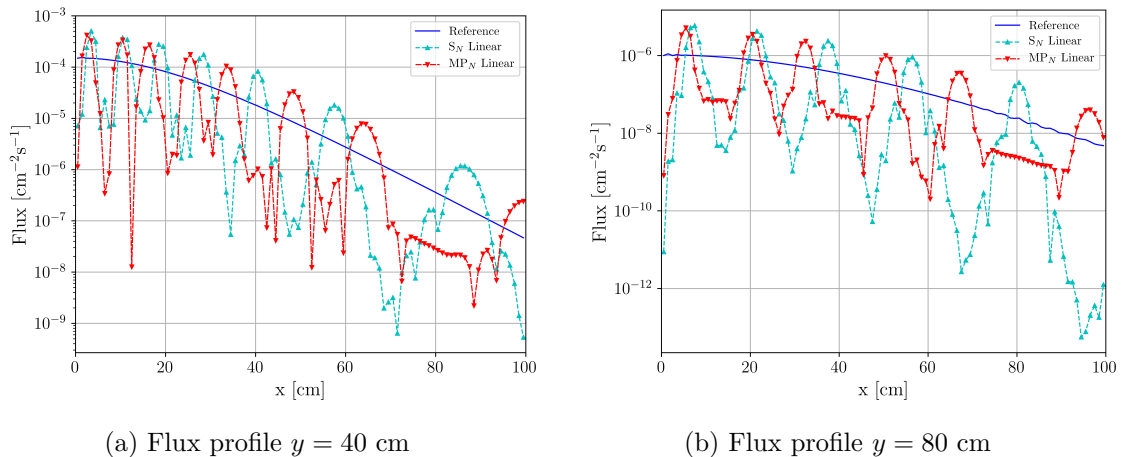 10⁻³
10⁻⁴
10⁻⁵
10⁻⁶
10⁻⁷
10⁻⁸
10⁻⁹
Flux [cm⁻²s⁻¹]
Reference
S_N Linear
MP_N Linear
0 20 40 60 80 100
x [cm]
(a) Flux profile y = 40 cm
10⁻⁶
10⁻⁸
10⁻¹⁰
10⁻¹²
Flux [cm⁻²s⁻¹]
Reference
S_N Linear
MP_N Linear
0 20 40 60 80 100
x [cm]
(b) Flux profile y = 80 cm